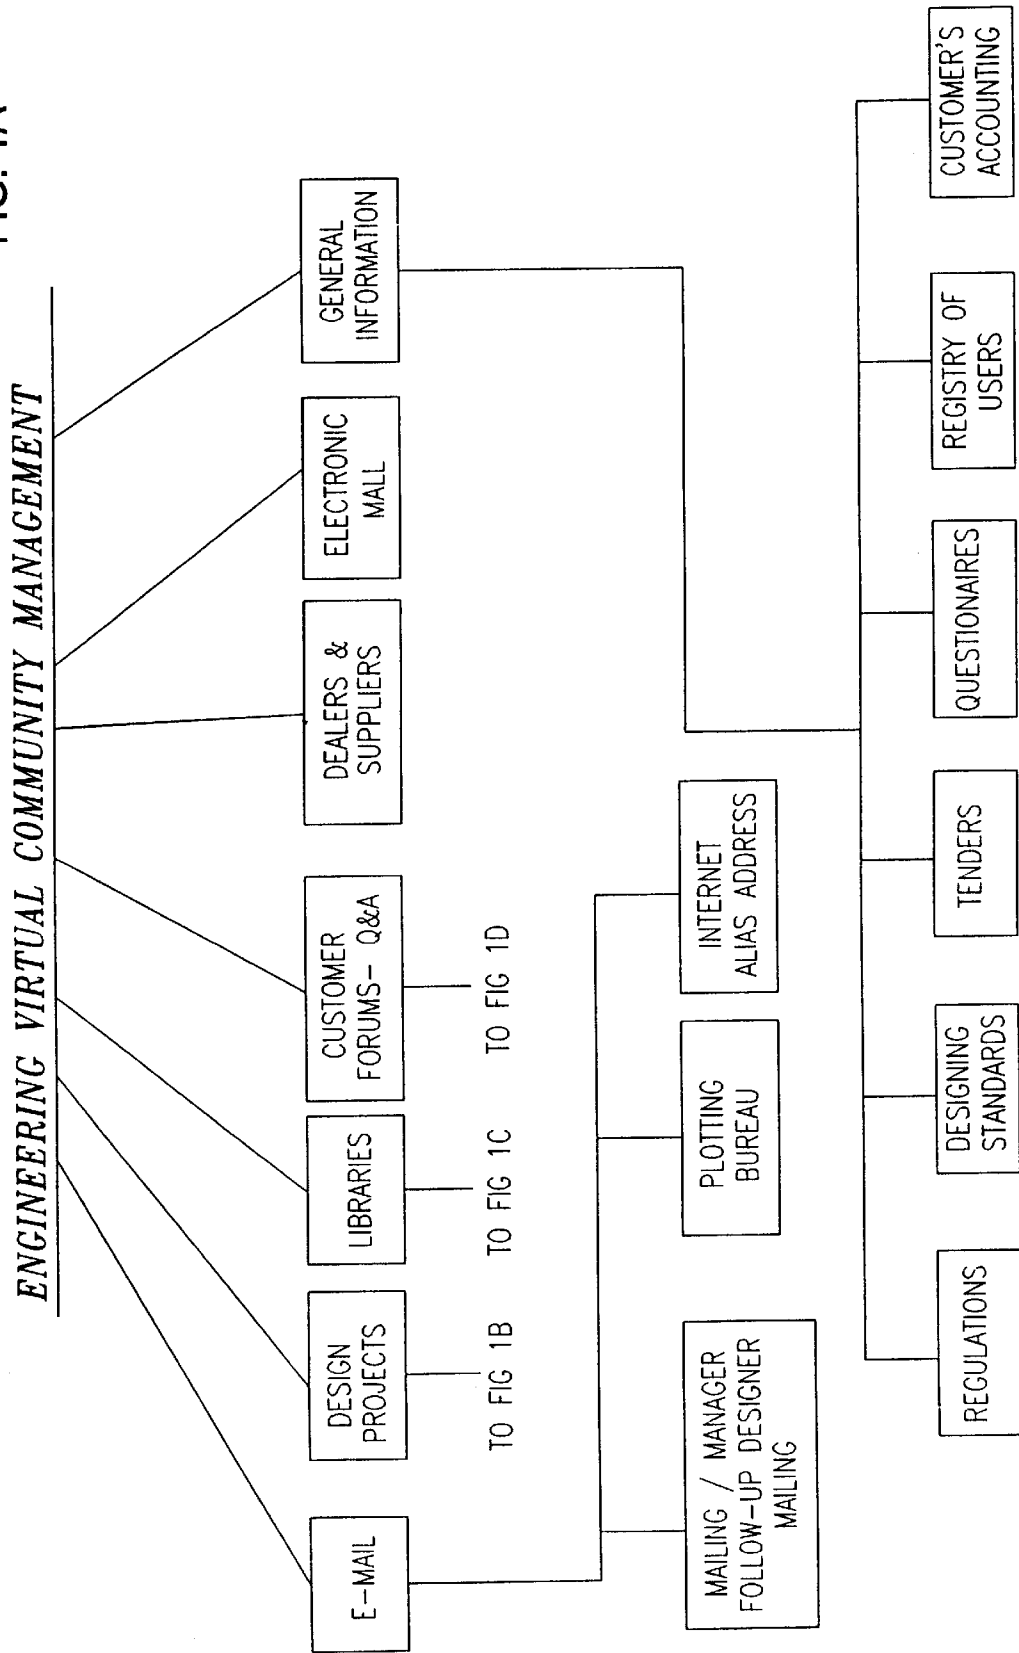 FIG. 1A
ENGINEERING VIRTUAL COMMUNITY MANAGEMENT
E-MAIL
DESIGN
PROJECTS
LIBRARIES
CUSTOMER
FORUMS- Q&A
DEALERS &
SUPPLIERS
ELECTRONIC
MALL
GENERAL
INFORMATION
TO FIG 1B
TO FIG 1C
TO FIG 1D
MAILING / MANAGER
FOLLOW-UP DESIGNER
MAILING
PLOTTING
BUREAU
INTERNET
ALIAS ADDRESS
REGULATIONS
DESIGNING
STANDARDS
TENDERS
QUESTIONAIRES
REGISTRY OF
USERS
CUSTOMER'S
ACCOUNTING